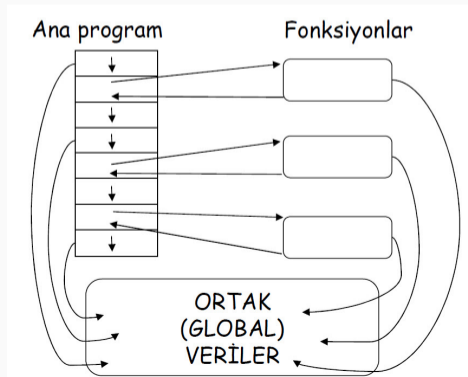 Ana program
Fonksiyonlar
ORTAK
(GLOBAL)
VERİLER